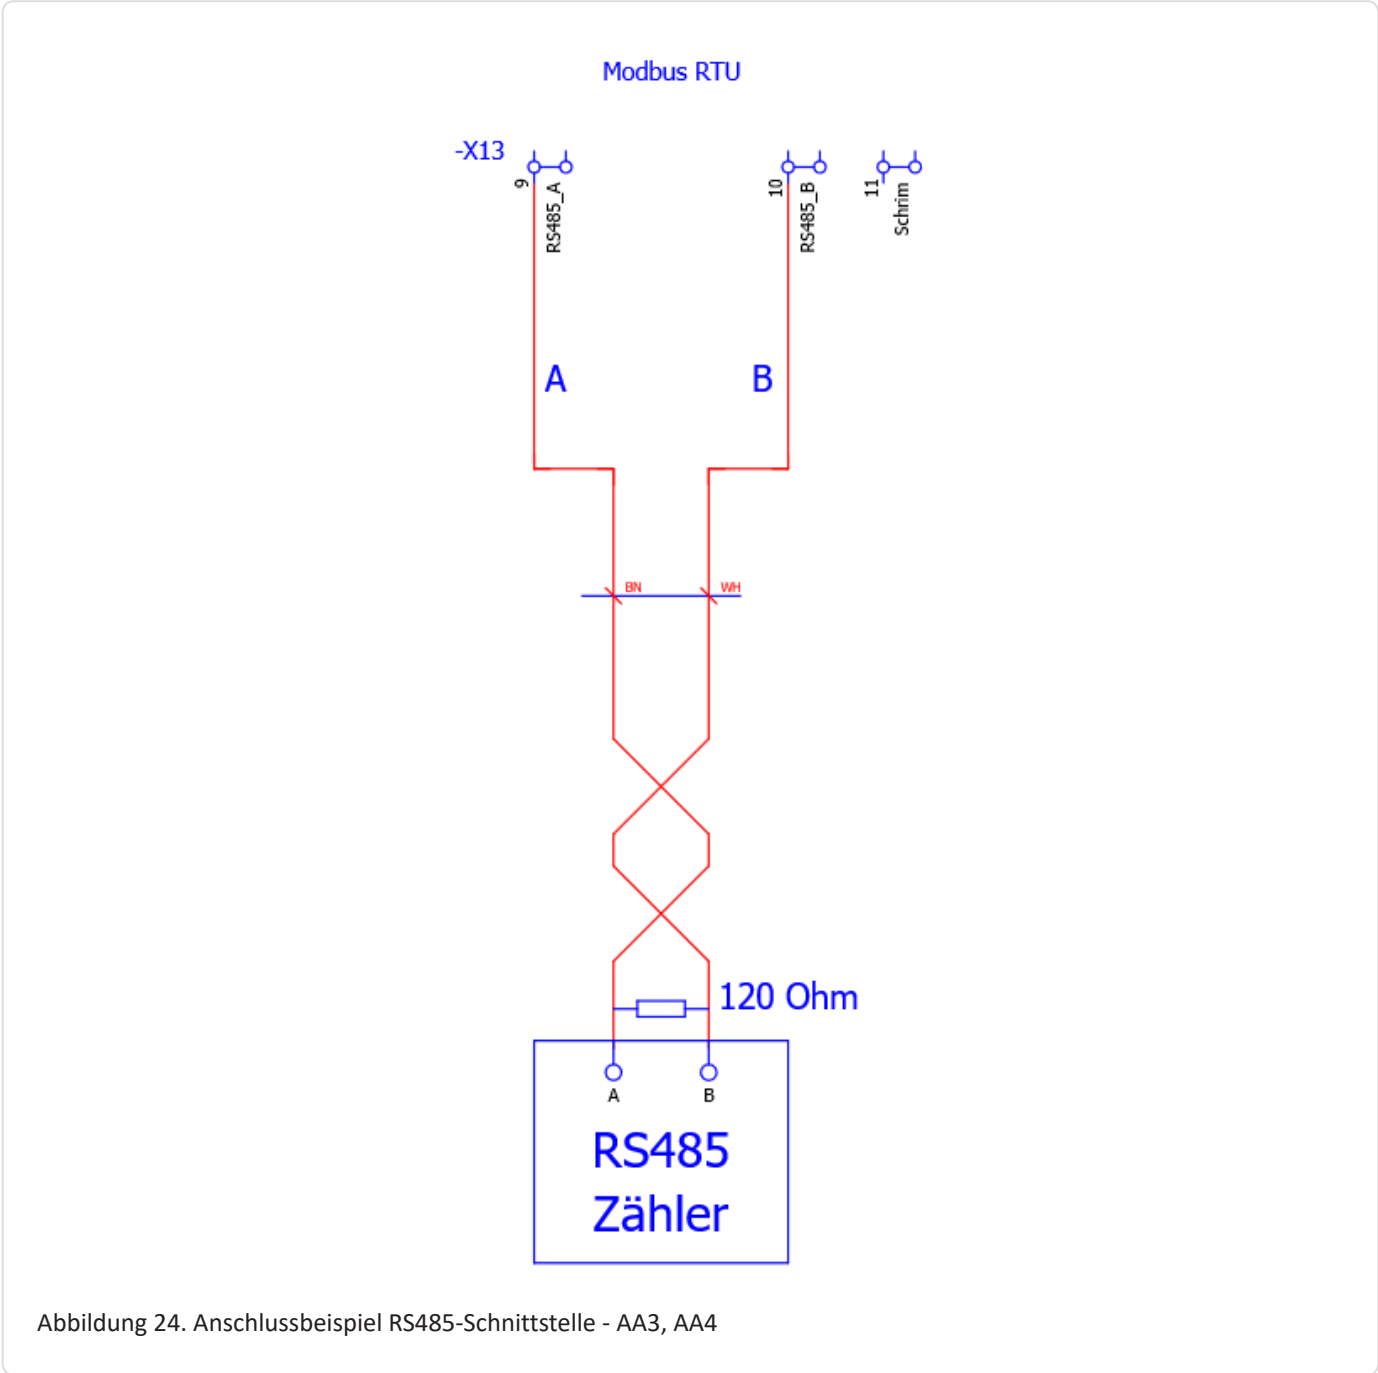 Modbus RTU
-X13
9
RS485_A
10
RS485_B
11
Schrim
A
B
BN
WH
120 Ohm
A
B
RS485
Zähler
Abbildung 24. Anschlussbeispiel RS485-Schnittstelle - AA3, AA4